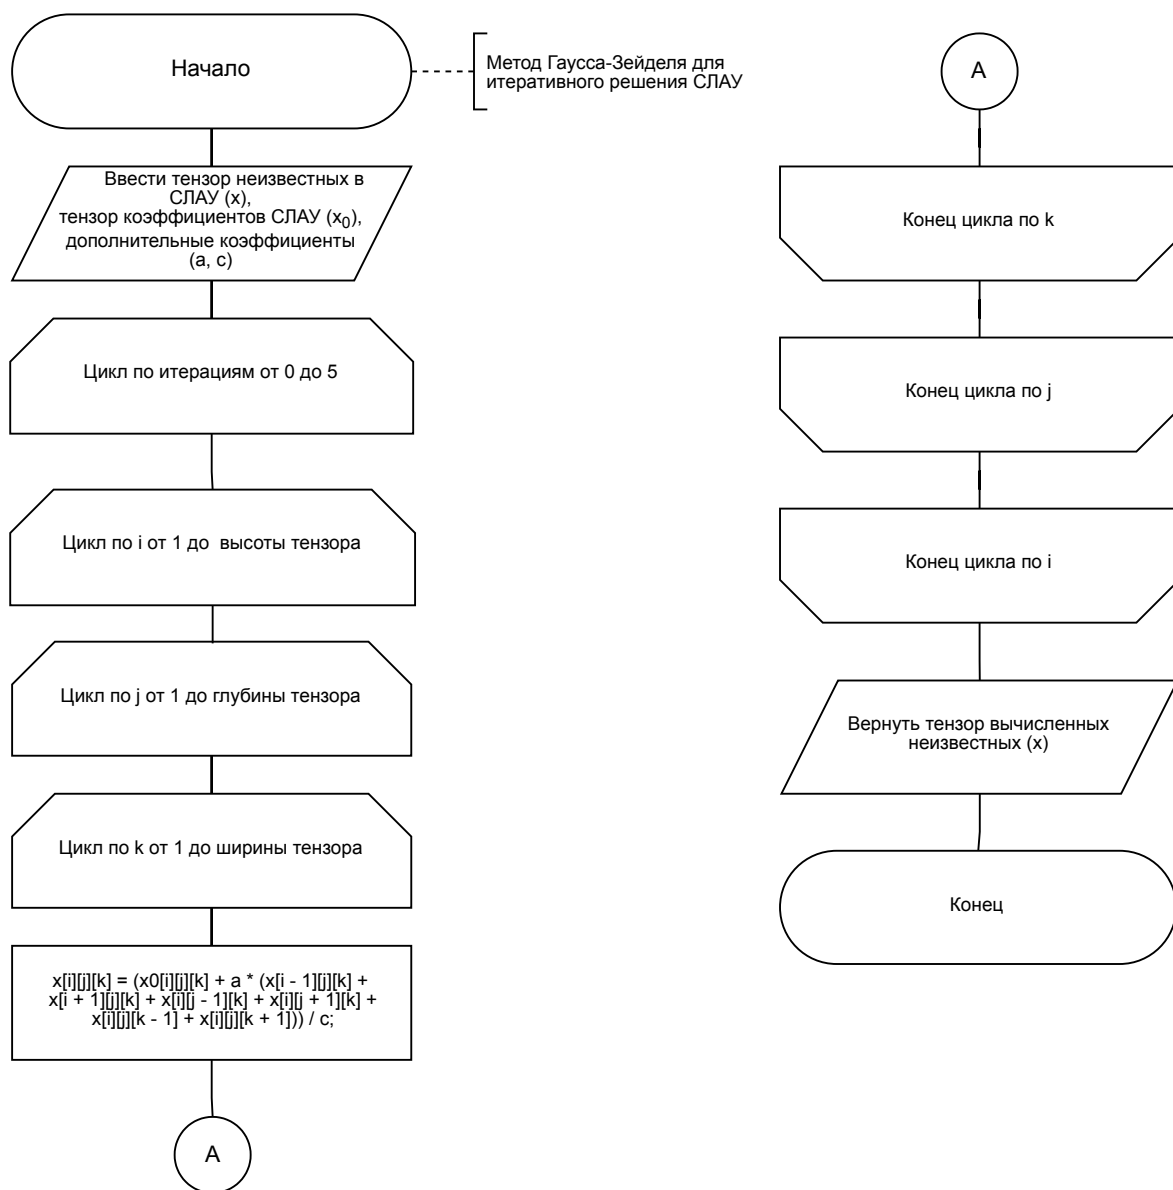 Начало
Метод Гаусса-Зейделя для
итеративного решения СЛАУ
Ввести тензор неизвестных в
СЛАУ (x),
тензор коэффициентов СЛАУ (x₀),
дополнительные коэффициенты
(a, c)
Цикл по итерациям от 0 до 5
Цикл по i от 1 до высоты тензора
Цикл по j от 1 до глубины тензора
Цикл по k от 1 до ширины тензора
x[i][j][k] = (x0[i][j][k] + a * (x[i - 1][j][k] +
x[i + 1][j][k] + x[i][j - 1][k] + x[i][j + 1][k] +
x[i][j][k - 1] + x[i][j][k + 1])) / c;
A
A
Конец цикла по k
Конец цикла по j
Конец цикла по i
Вернуть тензор вычисленных
неизвестных (x)
Конец